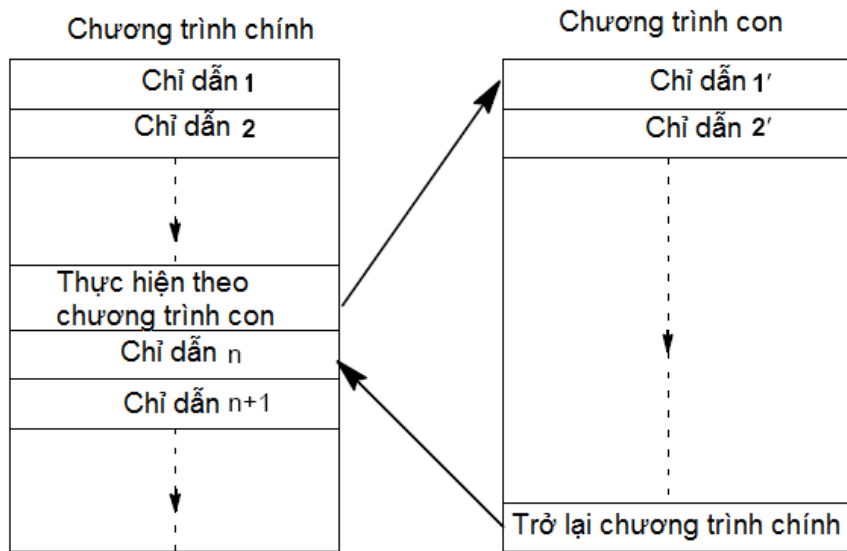 Chương trình chính
Chỉ dẫn 1
Chỉ dẫn 2
Thực hiện theo
chương trình con
Chỉ dẫn n
Chỉ dẫn n+1
Chương trình con
Chỉ dẫn 1′
Chỉ dẫn 2′
Trở lại chương trình chính